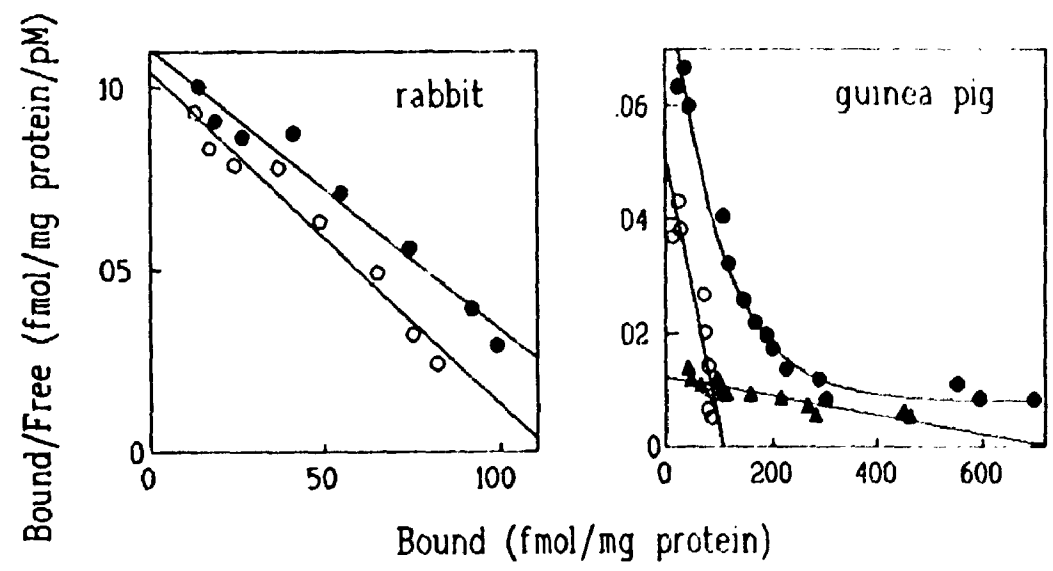 Bound/Free (fmol/mg protein/pM)
rabbit
10
05
0
0 50 100
guinea pig
.06
04
02
0
0 200 400 600
Bound (fmol/mg protein)